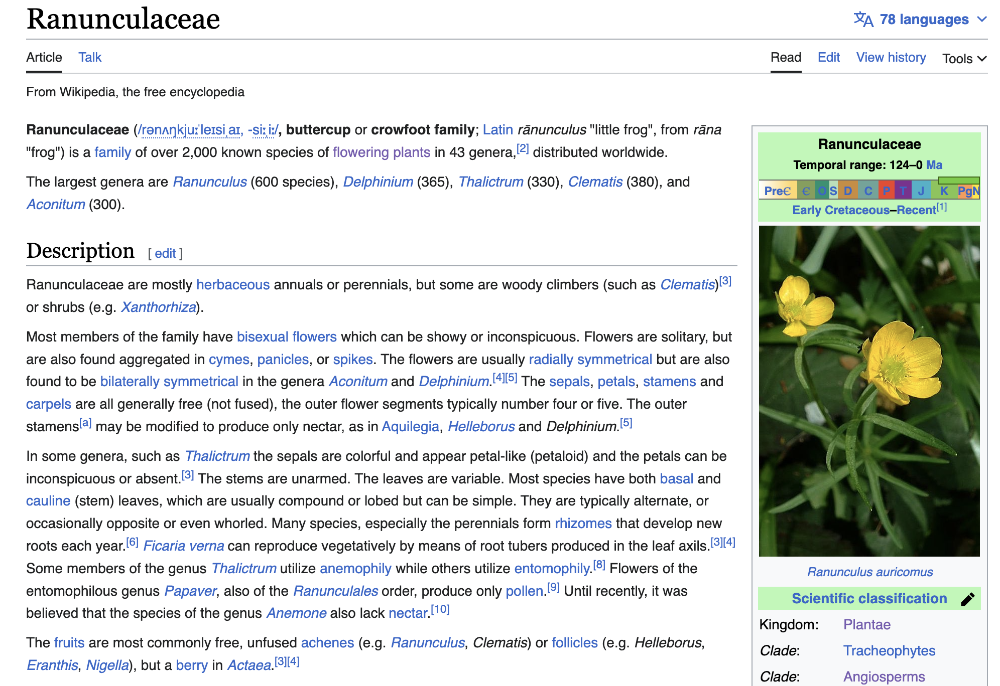 Ranunculaceae
文A 78 languages
Article Talk
Read Edit View history Tools
From Wikipedia, the free encyclopedia
Ranunculaceae (/rənʌŋkjuːˈleɪsiˌaɪ, -siːˌiː/, buttercup or crowfoot family; Latin rānunculus "little frog", from rāna
"frog") is a family of over 2,000 known species of flowering plants in 43 genera,[2] distributed worldwide.
The largest genera are Ranunculus (600 species), Delphinium (365), Thalictrum (330), Clematis (380), and
Aconitum (300).
Description [ edit ]
Ranunculaceae are mostly herbaceous annuals or perennials, but some are woody climbers (such as Clematis)[3]
or shrubs (e.g. Xanthorhiza).
Most members of the family have bisexual flowers which can be showy or inconspicuous. Flowers are solitary, but
are also found aggregated in cymes, panicles, or spikes. The flowers are usually radially symmetrical but are also
found to be bilaterally symmetrical in the genera Aconitum and Delphinium.[4][5] The sepals, petals, stamens and
carpels are all generally free (not fused), the outer flower segments typically number four or five. The outer
stamens[a] may be modified to produce only nectar, as in Aquilegia, Helleborus and Delphinium.[5]
In some genera, such as Thalictrum the sepals are colorful and appear petal-like (petaloid) and the petals can be
inconspicuous or absent.[3] The stems are unarmed. The leaves are variable. Most species have both basal and
cauline (stem) leaves, which are usually compound or lobed but can be simple. They are typically alternate, or
occasionally opposite or even whorled. Many species, especially the perennials form rhizomes that develop new
roots each year.[6] Ficaria verna can reproduce vegetatively by means of root tubers produced in the leaf axils.[3][4]
Some members of the genus Thalictrum utilize anemophily while others utilize entomophily.[8] Flowers of the
entomophilous genus Papaver, also of the Ranunculales order, produce only pollen.[9] Until recently, it was
believed that the species of the genus Anemone also lack nectar.[10]
The fruits are most commonly free, unfused achenes (e.g. Ranunculus, Clematis) or follicles (e.g. Helleborus,
Eranthis, Nigella), but a berry in Actaea.[3][4]
Ranunculaceae
Temporal range: 124–0 Ma
PreꞒ Ꞓ O S D C P T J K Pg N
Early Cretaceous–Recent[1]
Ranunculus auricomus
Scientific classification
Kingdom: Plantae
Clade: Tracheophytes
Clade: Angiosperms